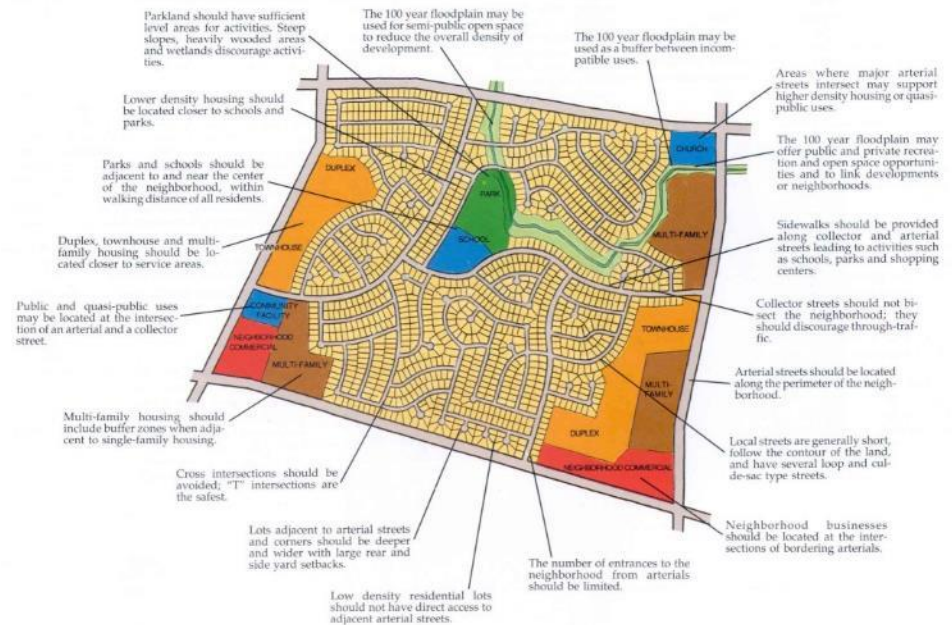 Parkland should have sufficient
level areas for activities. Steep
slopes, heavily wooded areas
and wetlands discourage activi-
ties.
The 100 year floodplain may be
used for semi-public open space
to reduce the overall density of
development.
The 100 year floodplain may be
used as a buffer between incom-
patible uses.
Areas where major arterial
streets intersect may support
higher density housing or quasi-
public uses.
Lower density housing should
be located closer to schools and
parks.
The 100 year floodplain may
offer public and private recrea-
tion and open space opportuni-
ties and to link developments
or neighborhoods.
Parks and schools should be
adjacent to and near the center
of the neighborhood, within
walking distance of all residents.
Sidewalks should be provided
along collector and arterial
streets leading to activities such
as schools, parks and shopping
centers.
Duplex, townhouse and multi-
family housing should be lo-
cated closer to service areas.
Collector streets should not bi-
sect the neighborhood; they
should discourage through-traf-
fic.
Public and quasi-public uses
may be located at the intersec-
tion of an arterial and a collector
street.
Arterial streets should be located
along the perimeter of the neigh-
borhood.
Multi-family housing should
include buffer zones when adja-
cent to single-family housing.
Local streets are generally short,
follow the contour of the land,
and have several loop and cul-
de-sac type streets.
Cross intersections should be
avoided; "T" intersections are
the safest.
Neighborhood businesses
should be located at the inter-
sections of bordering arterials.
Lots adjacent to arterial streets
and corners should be deeper
and wider with large rear and
side yard setbacks.
The number of entrances to the
neighborhood from arterials
should be limited.
Low density residential lots
should not have direct access to
adjacent arterial streets.
CHURCH
DUPLEX
PARK
MULTI-FAMILY
SCHOOL
TOWNHOUSE
COMMUNITY
FACILITY
NEIGHBORHOOD
COMMERCIAL
MULTI-FAMILY
TOWNHOUSE
MULTI-
FAMILY
DUPLEX
NEIGHBORHOOD COMMERCIAL